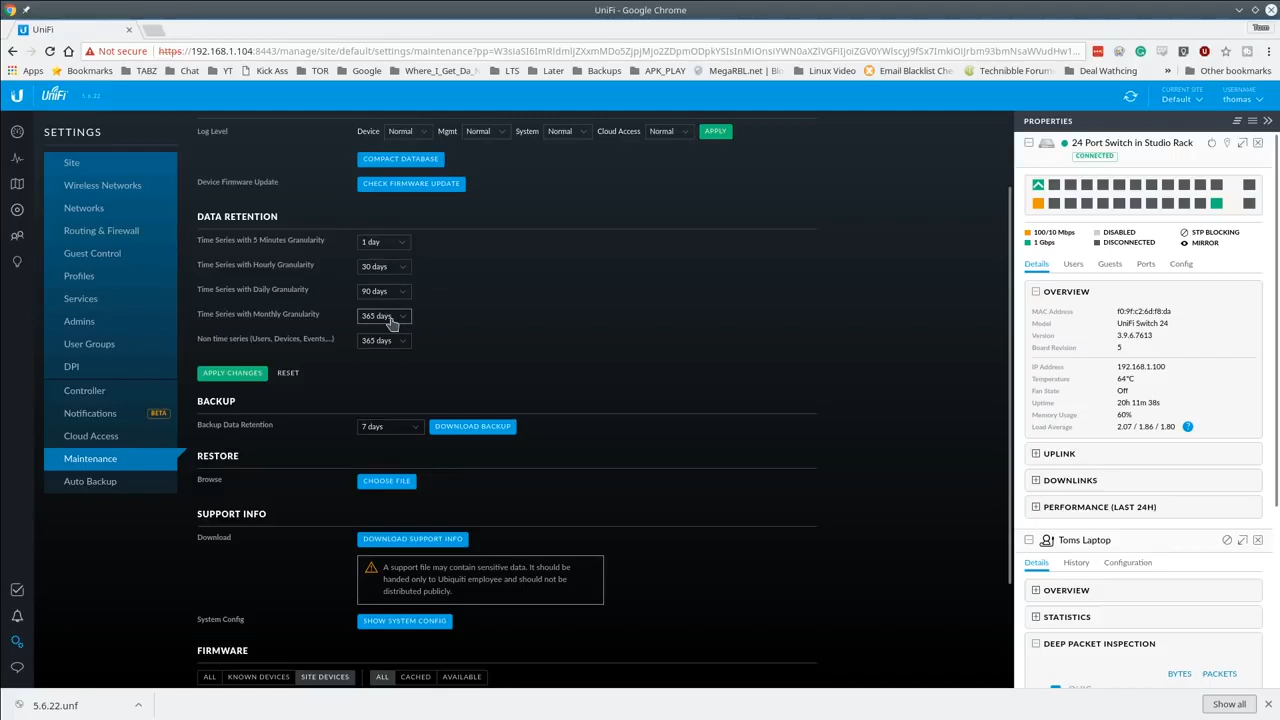 UniFi - Google Chrome
UniFi
Tom
Not secure
https://192.168.1.104:8443/manage/site/default/settings/maintenance
Apps
Bookmarks
TABZ
Chat
YT
Kick Ass
TOR
Google
Where_I_Get_Da_
LTS
Later
Backups
APK_PLAY
MegaRBL.net | Blo
Linux Video
Email Blacklist Che
Technibble Forum
Deal Wathcing
»
Other bookmarks
U
UniFi
5.6.22
CURRENT SITE
Default
USERNAME
thomas
SETTINGS
Site
Wireless Networks
Networks
Routing & Firewall
Guest Control
Profiles
Services
Admins
User Groups
DPI
Controller
Notifications
BETA
Cloud Access
Maintenance
Auto Backup
Log Level
Device
Normal
Mgmt
Normal
System
Normal
Cloud Access
Normal
APPLY
COMPACT DATABASE
Device Firmware Update
CHECK FIRMWARE UPDATE
DATA RETENTION
Time Series with 5 Minutes Granularity
1 day
Time Series with Hourly Granularity
30 days
Time Series with Daily Granularity
90 days
Time Series with Monthly Granularity
365 days
Non time series (Users, Devices, Events,...)
365 days
APPLY CHANGES
RESET
BACKUP
Backup Data Retention
7 days
DOWNLOAD BACKUP
RESTORE
Browse
CHOOSE FILE
SUPPORT INFO
Download
DOWNLOAD SUPPORT INFO
A support file may contain sensitive data. It should be
handed only to Ubiquiti employee and should not be
distributed publicly.
System Config
SHOW SYSTEM CONFIG
FIRMWARE
ALL
KNOWN DEVICES
SITE DEVICES
ALL
CACHED
AVAILABLE
PROPERTIES
24 Port Switch in Studio Rack
CONNECTED
100/10 Mbps
DISABLED
STP BLOCKING
1 Gbps
DISCONNECTED
MIRROR
Details
Users
Guests
Ports
Config
OVERVIEW
MAC Address
f0:9f:c2:6d:f8:da
Model
UniFi Switch 24
Version
3.9.6.7613
Board Revision
5
IP Address
192.168.1.100
Temperature
64°C
Fan State
Off
Uptime
20h 11m 38s
Memory Usage
60%
Load Average
2.07 / 1.86 / 1.80
?
UPLINK
DOWNLINKS
PERFORMANCE (LAST 24H)
Toms Laptop
Details
History
Configuration
OVERVIEW
STATISTICS
DEEP PACKET INSPECTION
BYTES
PACKETS
5.6.22.unf
Show all